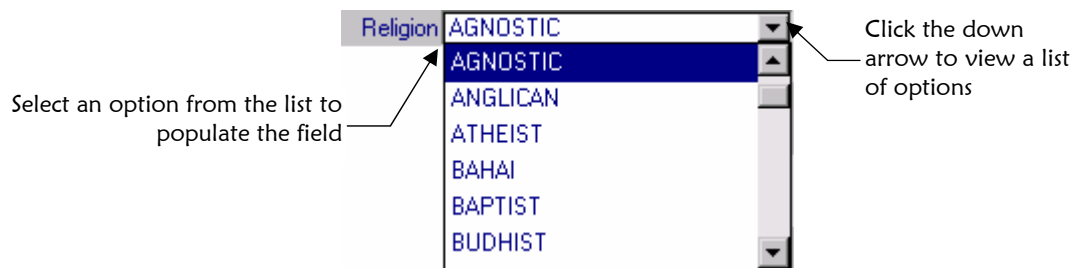 Religion AGNOSTIC
AGNOSTIC
ANGLICAN
ATHEIST
BAHAI
BAPTIST
BUDHIST
Select an option from the list to
populate the field
Click the down
arrow to view a list
of options